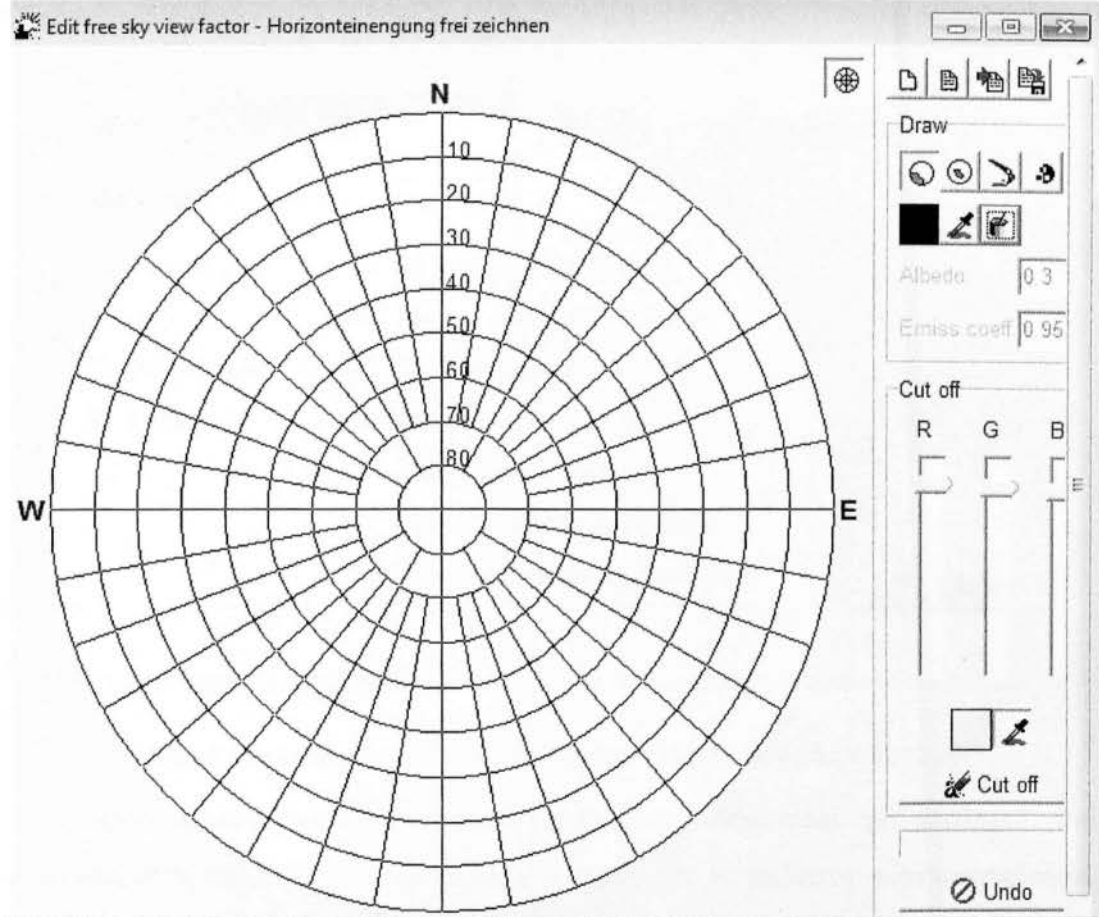 Edit free sky view factor - Horizonteinengung frei zeichnen
N
10
20
30
40
50
60
70
80
W
E
Draw
Albedo 0.3
Emiss coeff 0.95
Cut off
R G B
Cut off
Undo